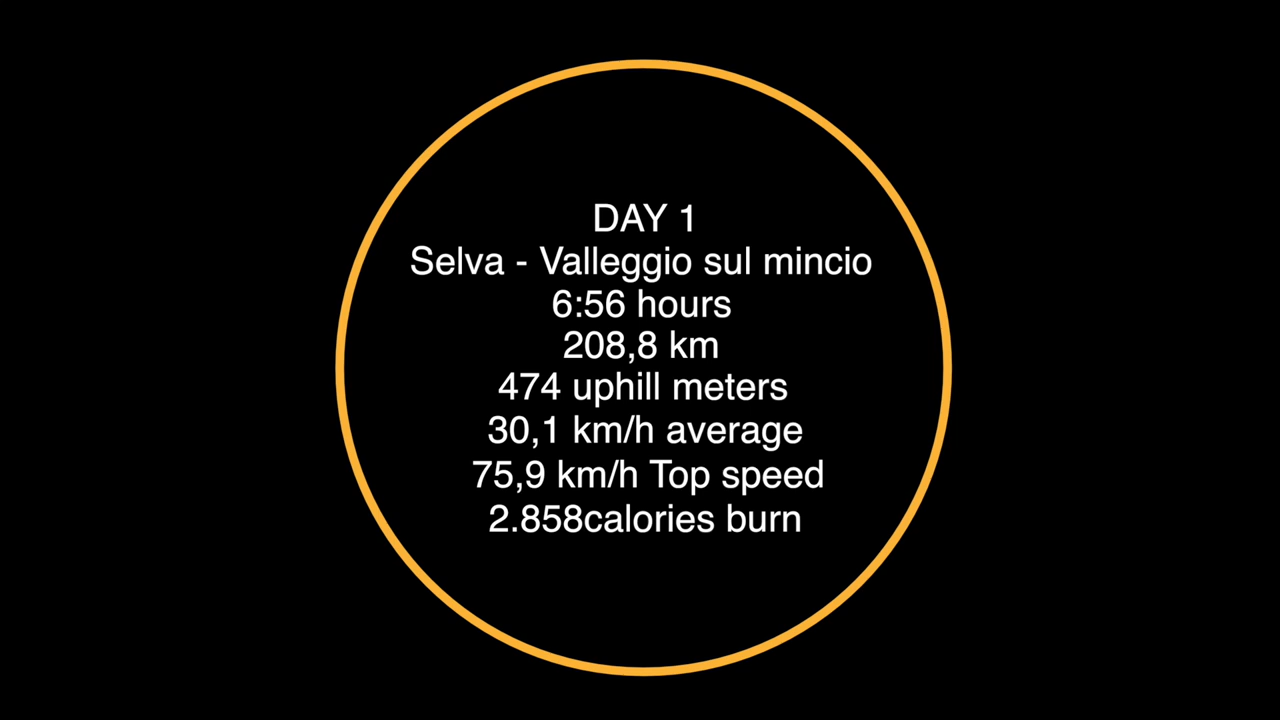 DAY 1
Selva - Valleggio sul mincio
6:56 hours
208,8 km
474 uphill meters
30,1 km/h average
75,9 km/h Top speed
2.858calories burn